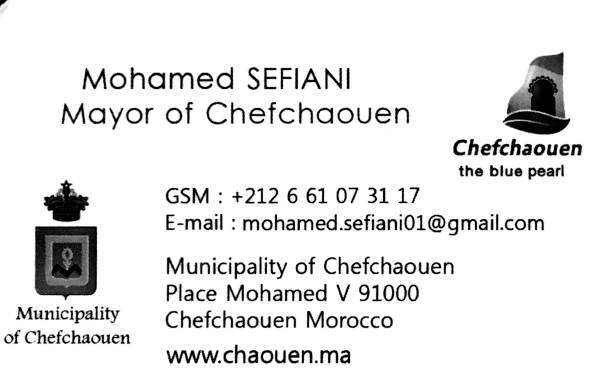 Mohamed SEFIANI
Mayor of Chefchaouen
Chefchaouen
the blue pearl
GSM : +212 6 61 07 31 17
E-mail : mohamed.sefiani01@gmail.com
Municipality of Chefchaouen
Place Mohamed V 91000
Chefchaouen Morocco
www.chaouen.ma
Municipality
of Chefchaouen